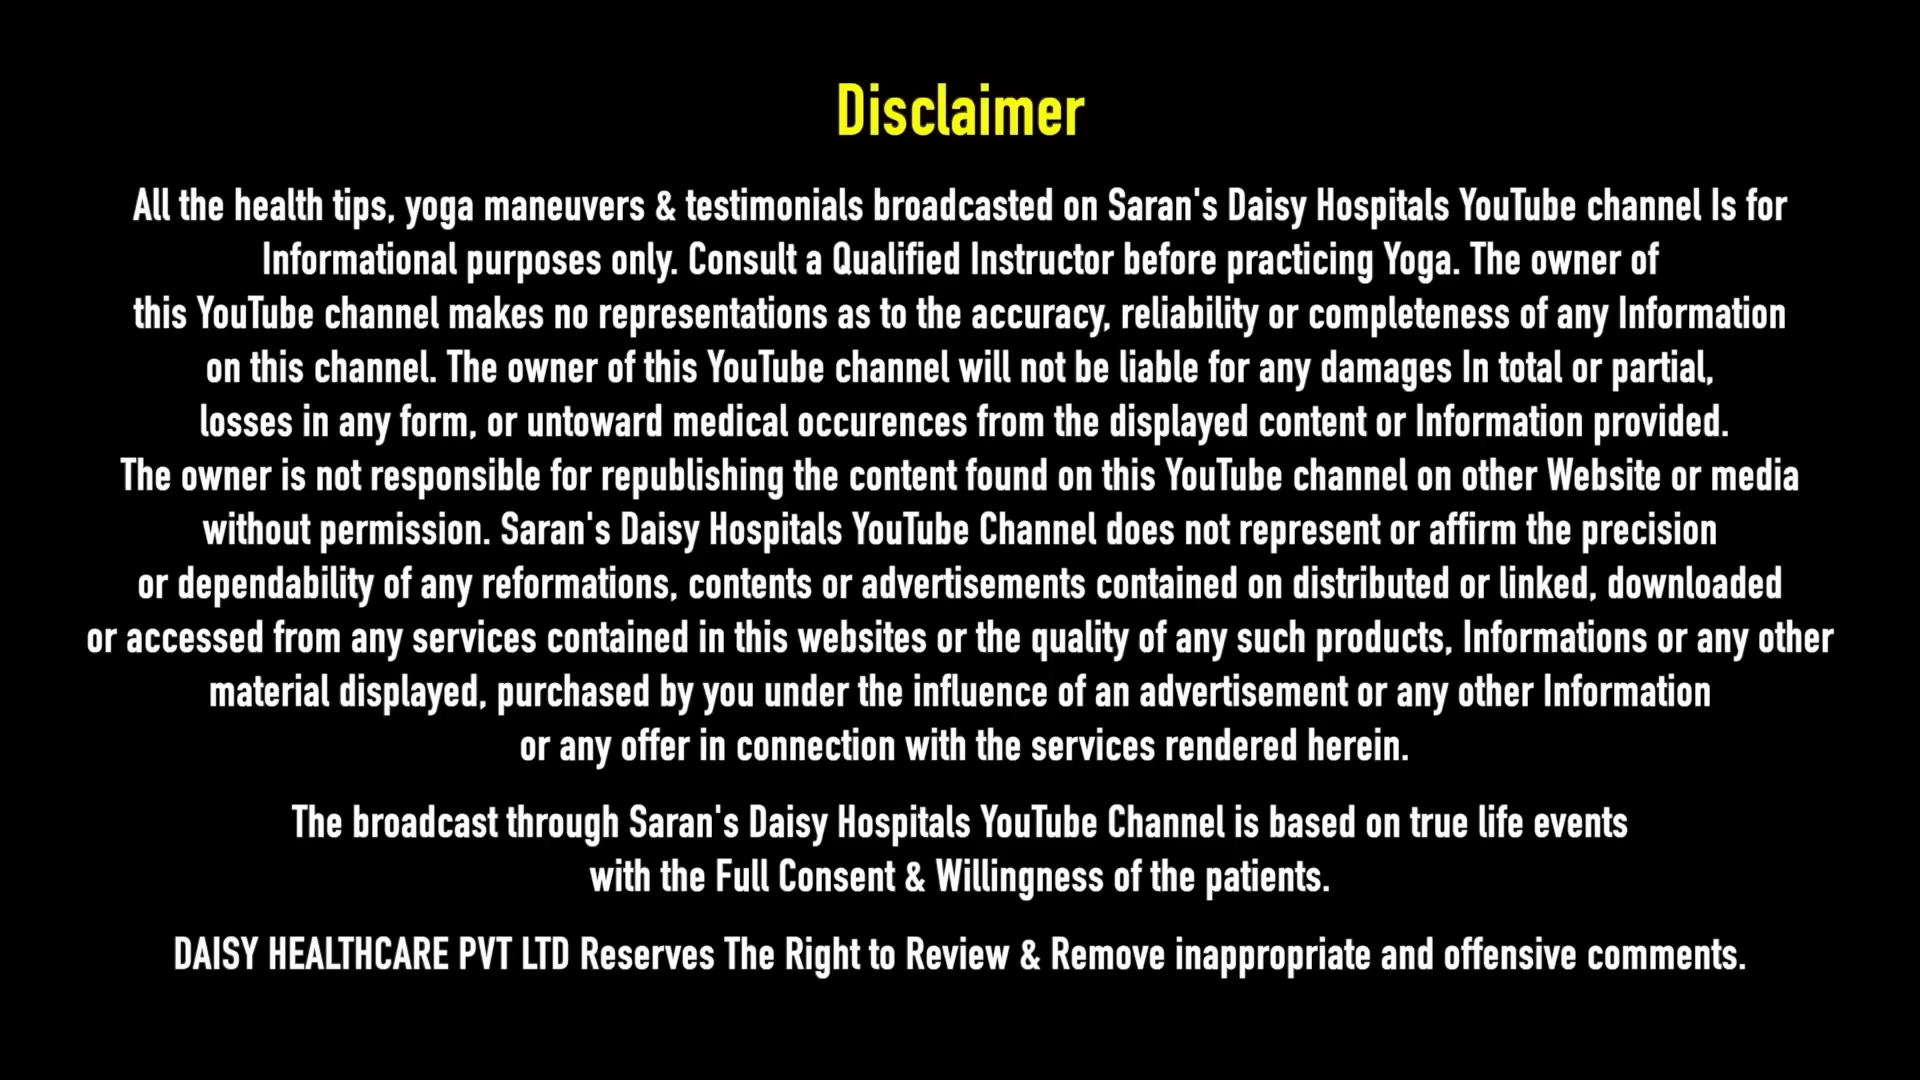 Disclaimer
All the health tips, yoga maneuvers & testimonials broadcasted on Saran's Daisy Hospitals YouTube channel Is for
Informational purposes only. Consult a Qualified Instructor before practicing Yoga. The owner of
this YouTube channel makes no representations as to the accuracy, reliability or completeness of any Information
on this channel. The owner of this YouTube channel will not be liable for any damages In total or partial,
losses in any form, or untoward medical occurences from the displayed content or Information provided.
The owner is not responsible for republishing the content found on this YouTube channel on other Website or media
without permission. Saran's Daisy Hospitals YouTube Channel does not represent or affirm the precision
or dependability of any reformations, contents or advertisements contained on distributed or linked, downloaded
or accessed from any services contained in this websites or the quality of any such products, Informations or any other
material displayed, purchased by you under the influence of an advertisement or any other Information
or any offer in connection with the services rendered herein.
The broadcast through Saran's Daisy Hospitals YouTube Channel is based on true life events
with the Full Consent & Willingness of the patients.
DAISY HEALTHCARE PVT LTD Reserves The Right to Review & Remove inappropriate and offensive comments.